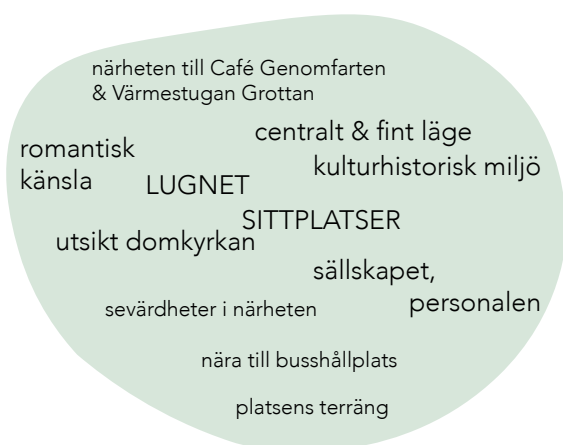 närheten till Café Genomfarten
& Värmestugan Grottan
centralt & fint läge
romantisk
känsla
kulturhistorisk miljö
LUGNET
SITTPLATSER
utsikt domkyrkan
sällskapet,
personalen
sevärdheter i närheten
nära till busshållplats
platsens terräng